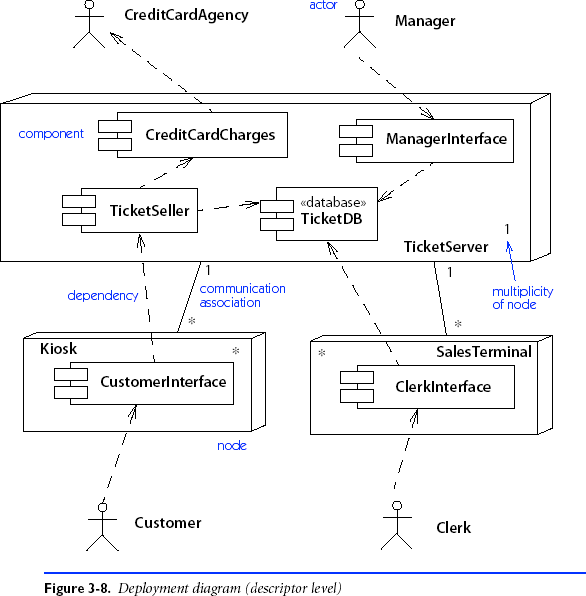 CreditCardAgency
actor
Manager
component
CreditCardCharges
ManagerInterface
TicketSeller
«database»
TicketDB
1
TicketServer
dependency
1
communication
association
1
multiplicity
of node
*
*
Kiosk
*
CustomerInterface
*
SalesTerminal
ClerkInterface
node
Customer
Clerk
Figure 3-8. Deployment diagram (descriptor level)